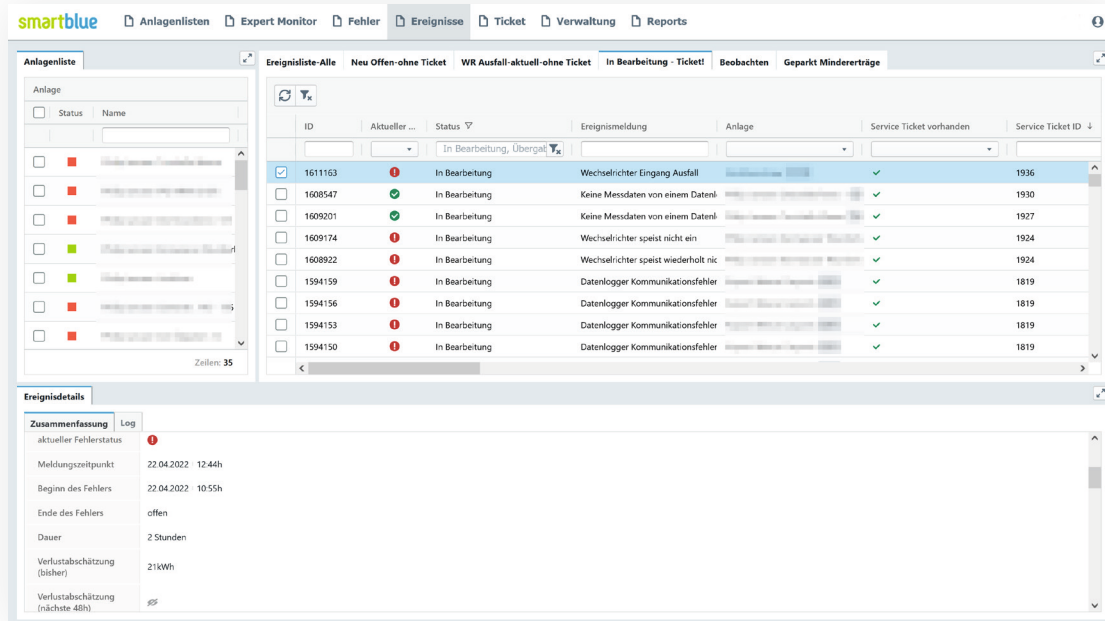 smartblue Anlagenlisten Expert Monitor Fehler Ereignisse Ticket Verwaltung Reports
Anlagenliste
Anlage
Status Name
Zeilen: 35
Ereignisliste-Alle Neu Offen-ohne Ticket WR Ausfall-aktuell-ohne Ticket In Bearbeitung - Ticket! Beobachten Geparkt Mindererträge
ID Aktueller ... Status Ereignismeldung Anlage Service Ticket vorhanden Service Ticket ID
In Bearbeitung, Übergab
1611163 In Bearbeitung Wechselrichter Eingang Ausfall 1936
1608547 In Bearbeitung Keine Messdaten von einem Datenl 1930
1609201 In Bearbeitung Keine Messdaten von einem Datenl 1927
1609174 In Bearbeitung Wechselrichter speist nicht ein 1924
1608922 In Bearbeitung Wechselrichter speist wiederholt nic 1924
1594159 In Bearbeitung Datenlogger Kommunikationsfehler 1819
1594156 In Bearbeitung Datenlogger Kommunikationsfehler 1819
1594153 In Bearbeitung Datenlogger Kommunikationsfehler 1819
1594150 In Bearbeitung Datenlogger Kommunikationsfehler 1819
Ereignisdetails
Zusammenfassung Log
aktueller Fehlerstatus
Meldungszeitpunkt 22.04.2022 12:44h
Beginn des Fehlers 22.04.2022 10:55h
Ende des Fehlers offen
Dauer 2 Stunden
Verlustabschätzung
(bisher) 21kWh
Verlustabschätzung
(nächste 48h)